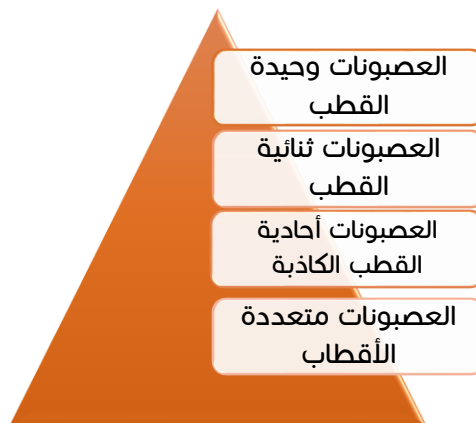 العصبونات وحيدة
القطب
العصبونات ثنائية
القطب
العصبونات أحادية
القطب الكاذبة
العصبونات متعددة
الأقطاب